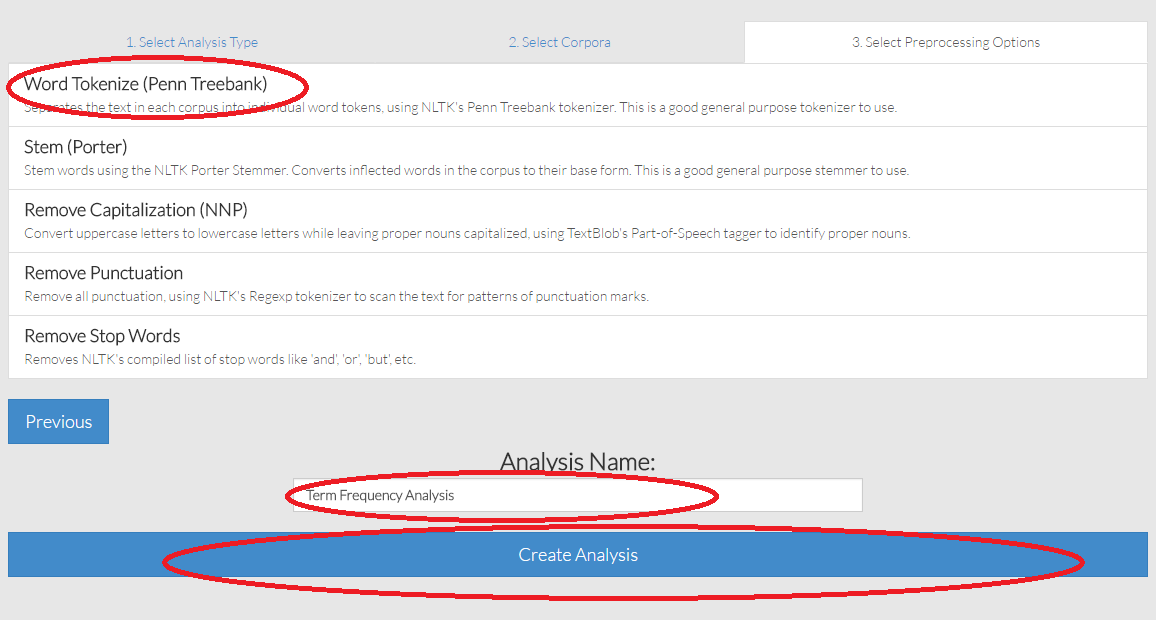 1. Select Analysis Type
2. Select Corpora
3. Select Preprocessing Options
Word Tokenize (Penn Treebank)
Separates the text in each corpus into individual word tokens, using NLTK's Penn Treebank tokenizer. This is a good general purpose tokenizer to use.
Stem (Porter)
Stem words using the NLTK Porter Stemmer. Converts inflected words in the corpus to their base form. This is a good general purpose stemmer to use.
Remove Capitalization (NNP)
Convert uppercase letters to lowercase letters while leaving proper nouns capitalized, using TextBlob's Part-of-Speech tagger to identify proper nouns.
Remove Punctuation
Remove all punctuation, using NLTK's Regexp tokenizer to scan the text for patterns of punctuation marks.
Remove Stop Words
Removes NLTK's compiled list of stop words like 'and', 'or', 'but', etc.
Previous
Analysis Name:
Term Frequency Analysis
Create Analysis